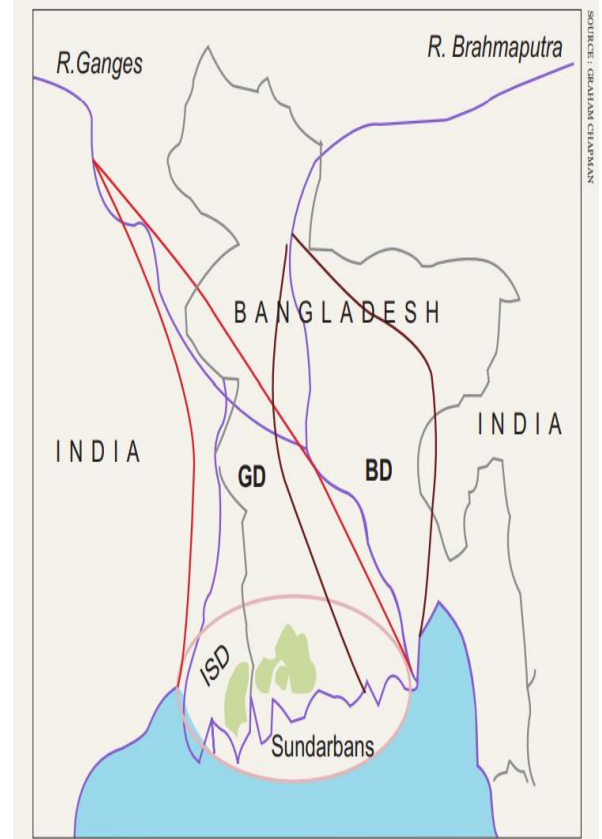 R.Ganges
R. Brahmaputra
SOURCE : GRAHAM CHAPMAN
BANGLADESH
INDIA
INDIA
GD
BD
ISD
Sundarbans